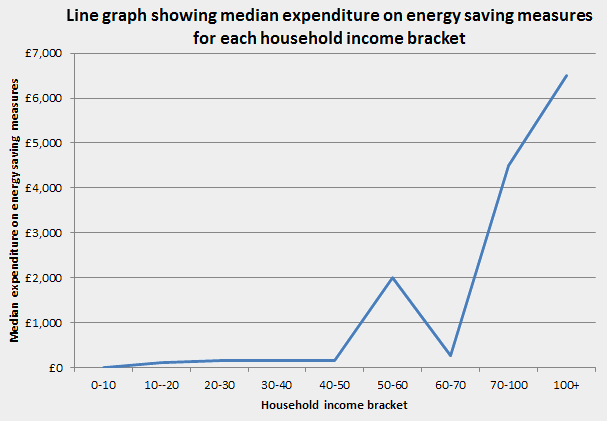 Line graph showing median expenditure on energy saving measures
for each household income bracket
£7,000
£6,000
£5,000
£4,000
£3,000
£2,000
£1,000
£0
Median expenditure on energy saving measures
0-10 10--20 20-30 30-40 40-50 50-60 60-70 70-100 100+
Household income bracket